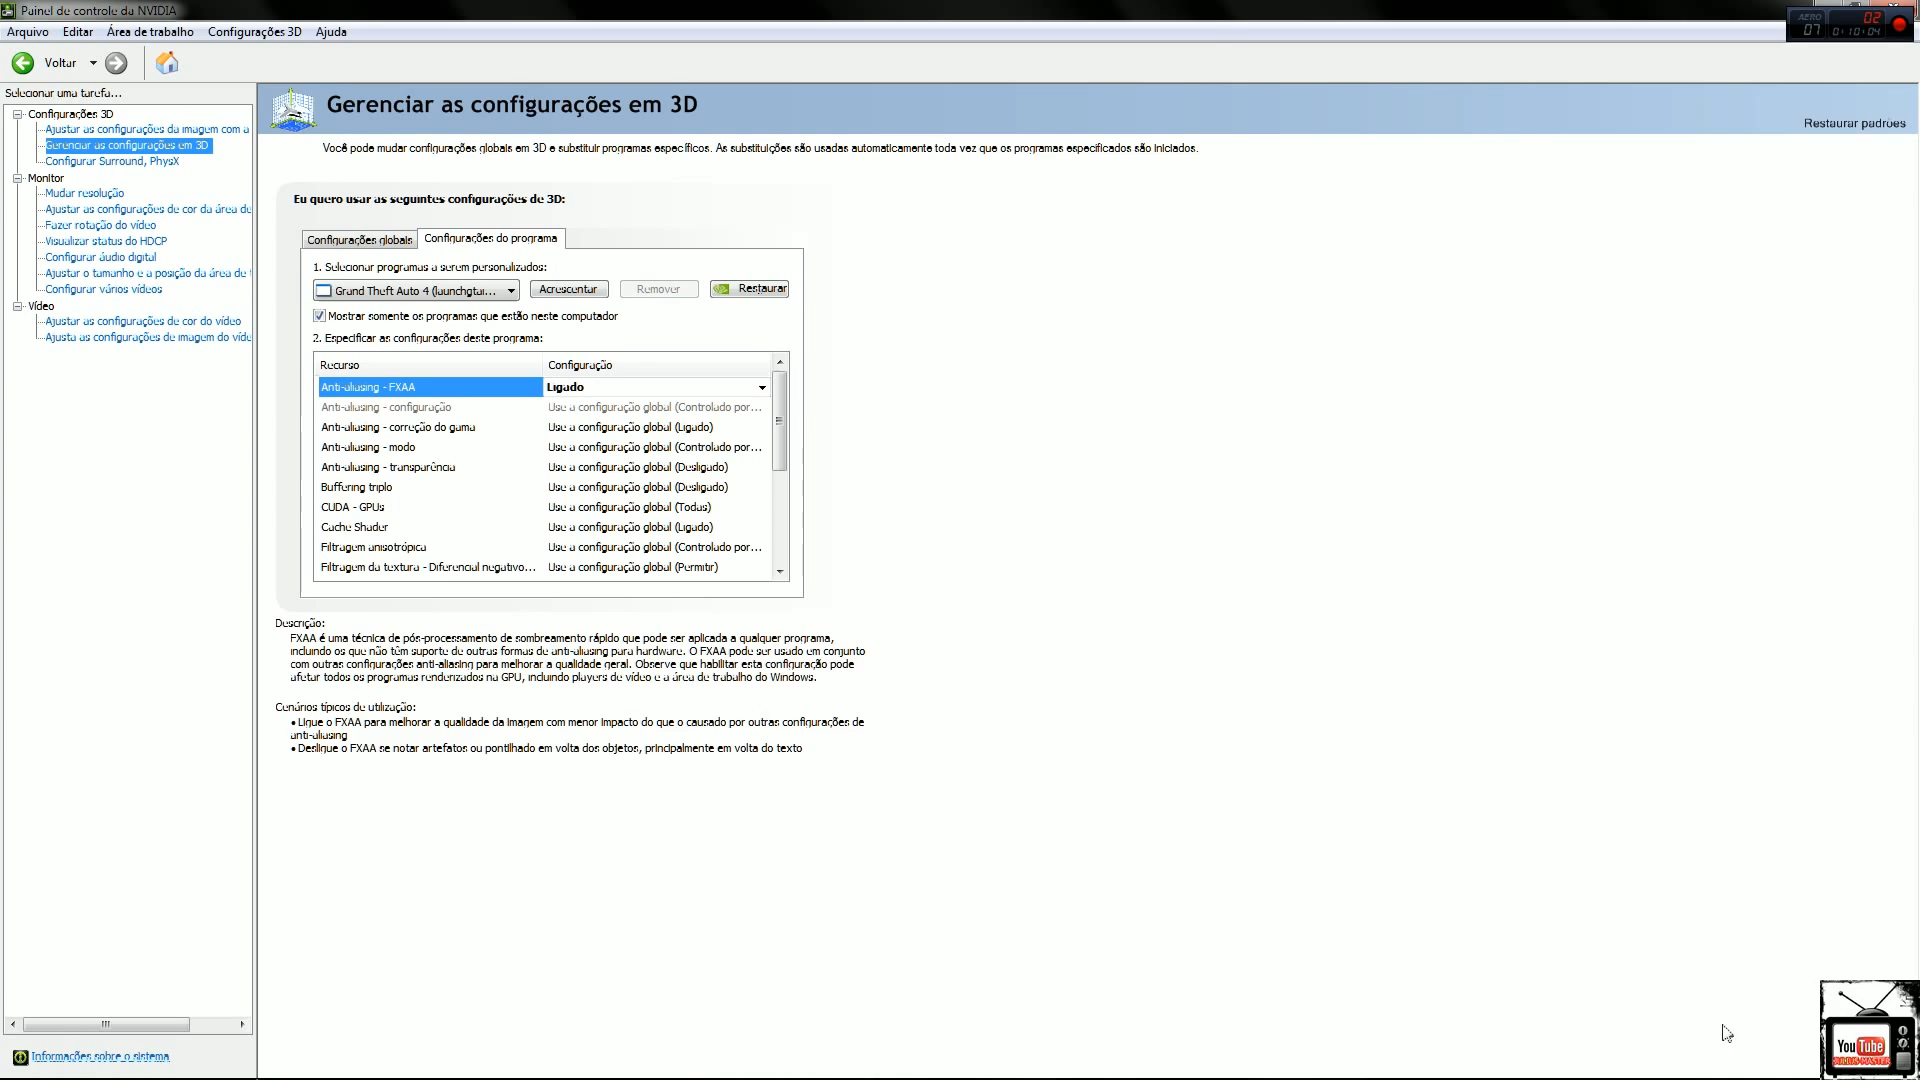 Painel de controle da NVIDIA
Arquivo Editar Área de trabalho Configurações 3D Ajuda
AERO 07 02 0:10:04
Voltar
Selecionar uma tarefa...
Configurações 3D
Ajustar as configurações da imagem com a
Gerenciar as configurações em 3D
Configurar Surround, PhysX
Monitor
Mudar resolução
Ajustar as configurações de cor da área de
Fazer rotação do vídeo
Visualizar status do HDCP
Configurar áudio digital
Ajustar o tamanho e a posição da área de
Configurar vários vídeos
Vídeo
Ajustar as configurações de cor do vídeo
Ajusta as configurações de imagem do víde
Informações sobre o sistema
Gerenciar as configurações em 3D
Restaurar padrões
Você pode mudar configurações globais em 3D e substituir programas específicos. As substituições são usadas automaticamente toda vez que os programas especificados são iniciados.
Eu quero usar as seguintes configurações de 3D:
Configurações globais Configurações do programa
1. Selecionar programas a serem personalizados:
Grand Theft Auto 4 (launchgtai... Acrescentar Remover Restaurar
Mostrar somente os programas que estão neste computador
2. Especificar as configurações deste programa:
Recurso Configuração
Anti-aliasing - FXAA Ligado
Anti-aliasing - configuração Use a configuração global (Controlado por...
Anti-aliasing - correção do gama Use a configuração global (Ligado)
Anti-aliasing - modo Use a configuração global (Controlado por...
Anti-aliasing - transparência Use a configuração global (Desligado)
Buffering triplo Use a configuração global (Desligado)
CUDA - GPUs Use a configuração global (Todas)
Cache Shader Use a configuração global (Ligado)
Filtragem anisotrópica Use a configuração global (Controlado por...
Filtragem da textura - Diferencial negativo... Use a configuração global (Permitir)
Descrição:
FXAA é uma técnica de pós-processamento de sombreamento rápido que pode ser aplicada a qualquer programa,
incluindo os que não têm suporte de outras formas de anti-aliasing para hardware. O FXAA pode ser usado em conjunto
com outras configurações anti-aliasing para melhorar a qualidade geral. Observe que habilitar esta configuração pode
afetar todos os programas renderizados na GPU, incluindo players de vídeo e a área de trabalho do Windows.
Cenários típicos de utilização:
• Ligue o FXAA para melhorar a qualidade da imagem com menor impacto do que o causado por outras configurações de
anti-aliasing
• Desligue o FXAA se notar artefatos ou pontilhado em volta dos objetos, principalmente em volta do texto
YouTube